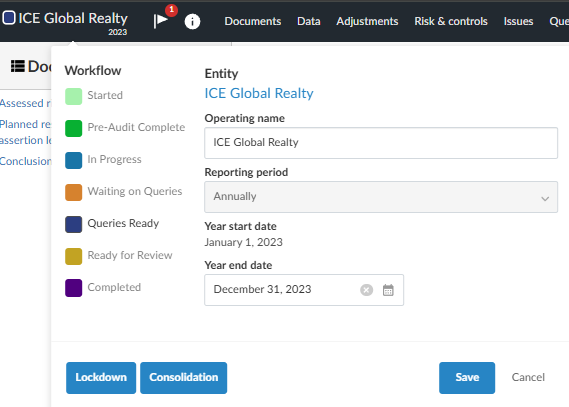 ICE Global Realty
2023
1
Documents Data Adjustments Risk & controls Issues Que
Doc
Assessed r
Planned re
assertion le
Conclusion
Workflow
Started
Pre-Audit Complete
In Progress
Waiting on Queries
Queries Ready
Ready for Review
Completed
Entity
ICE Global Realty
Operating name
ICE Global Realty
Reporting period
Annually
Year start date
January 1, 2023
Year end date
December 31, 2023
Lockdown Consolidation Save Cancel